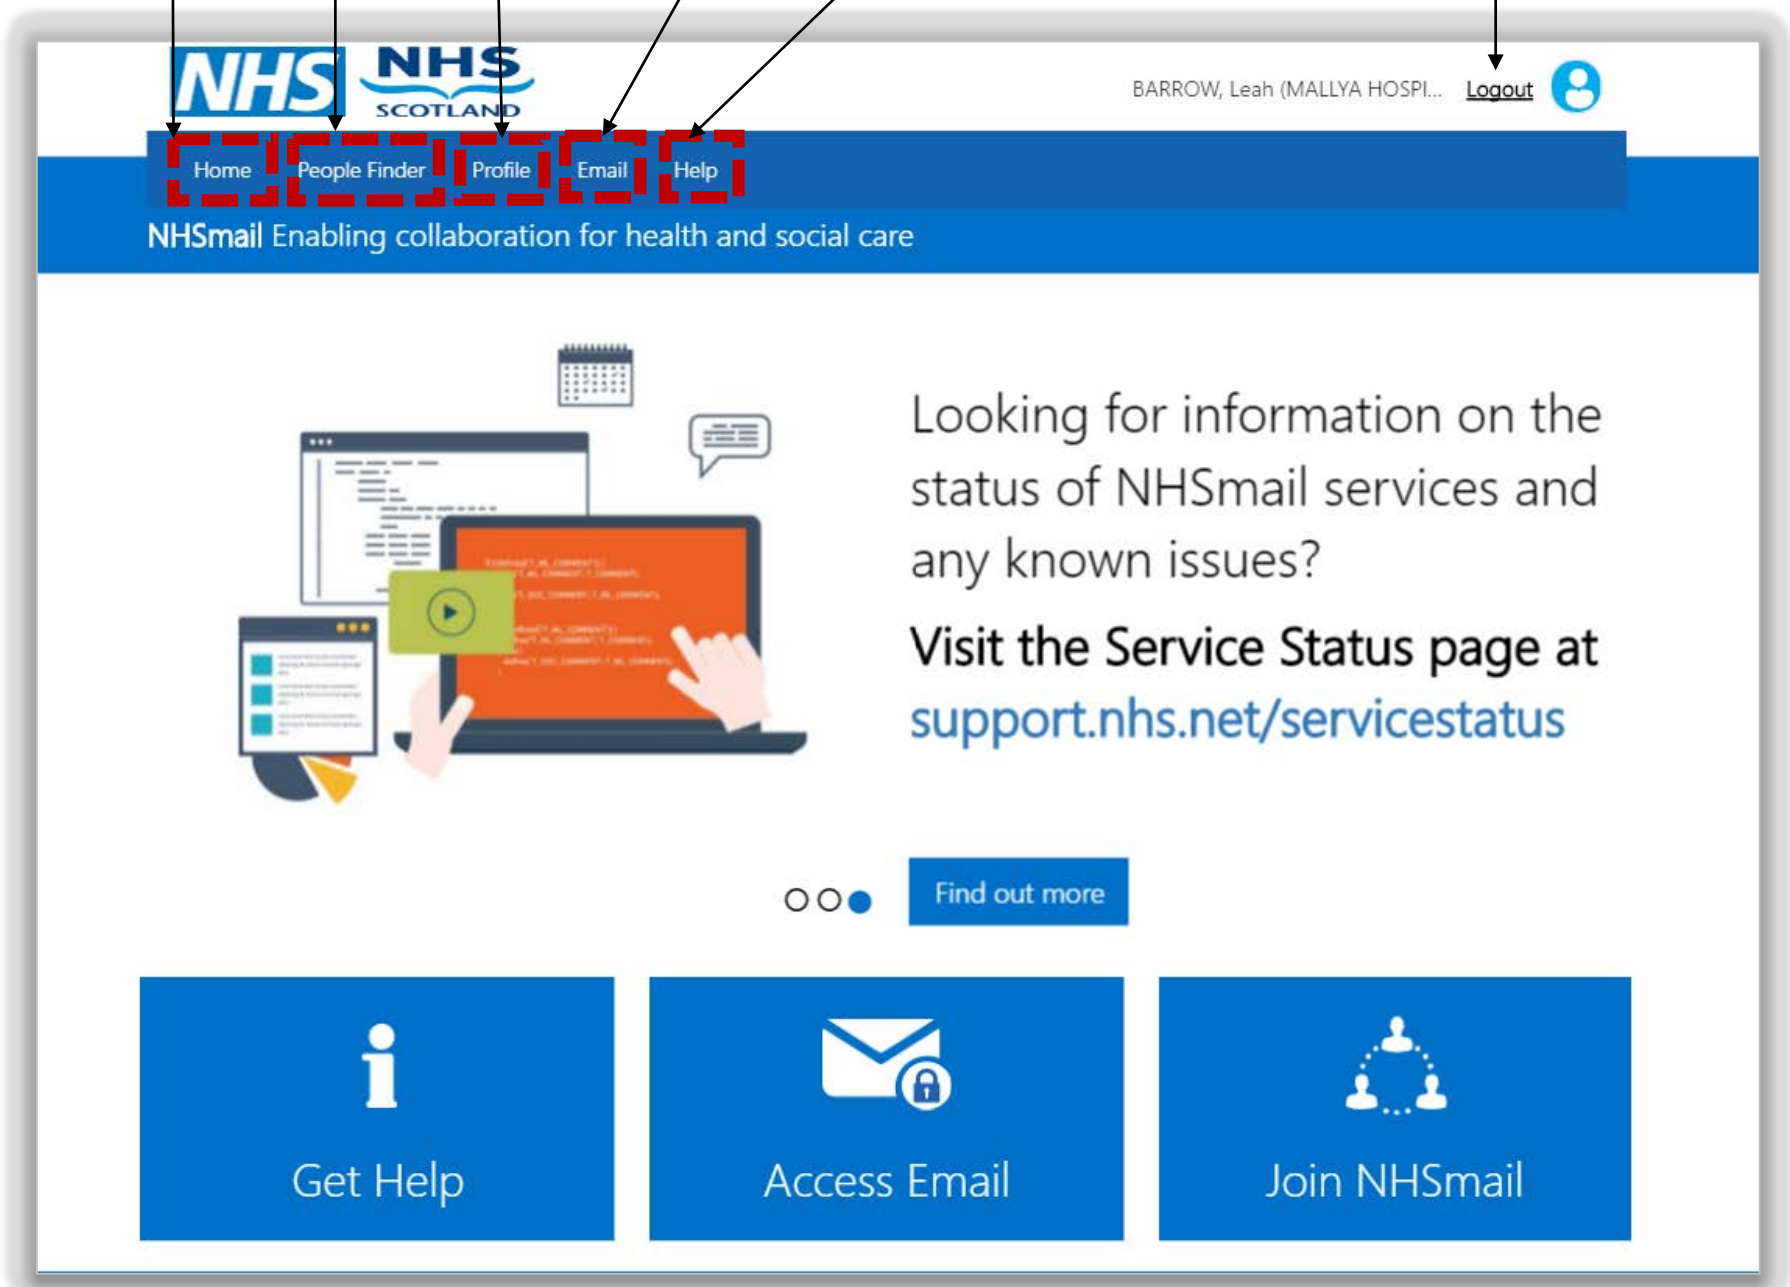 NHS
NHS
SCOTLAND
BARROW, Leah (MALLYA HOSPI... Logout
Home People Finder Profile Email Help
NHSmail Enabling collaboration for health and social care
Looking for information on the
status of NHSmail services and
any known issues?
Visit the Service Status page at
support.nhs.net/servicestatus
Find out more
Get Help
Access Email
Join NHSmail